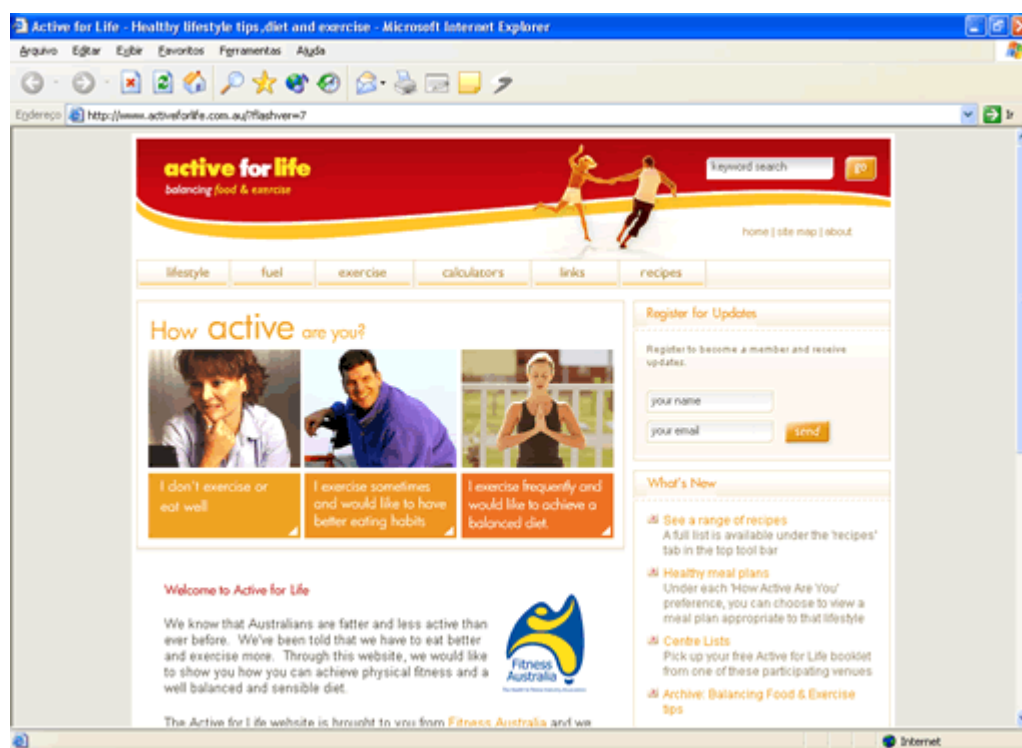 Active for Life - Healthy lifestyle tips ,diet and exercise - Microsoft Internet Explorer
Arquivo Editar Exibir Favoritos Ferramentas Ajuda
Endereço http://www.activeforlife.com.au/?flashver=7 Ir
active for life
balancing food & exercise
keyword search go
home | site map | about
lifestyle fuel exercise calculators links recipes
How active are you?
I don't exercise or
eat well
I exercise sometimes
and would like to have
better eating habits
I exercise frequently and
would like to achieve a
balanced diet.
Register for Updates
Register to become a member and receive
updates.
your name
your email send
What's New
See a range of recipes
A full list is available under the 'recipes'
tab in the top tool bar
Healthy meal plans
Under each 'How Active Are You'
preference, you can choose to view a
meal plan appropriate to that lifestyle
Centre Lists
Pick up your free Active for Life booklet
from one of these participating venues
Archive: Balancing Food & Exercise
tips
Welcome to Active for Life
We know that Australians are fatter and less active than
ever before. We've been told that we have to eat better
and exercise more. Through this website, we would like
to show you how you can achieve physical fitness and a
well balanced and sensible diet.
Fitness
Australia
The Active for Life website is brought to you from Fitness Australia and we
Internet